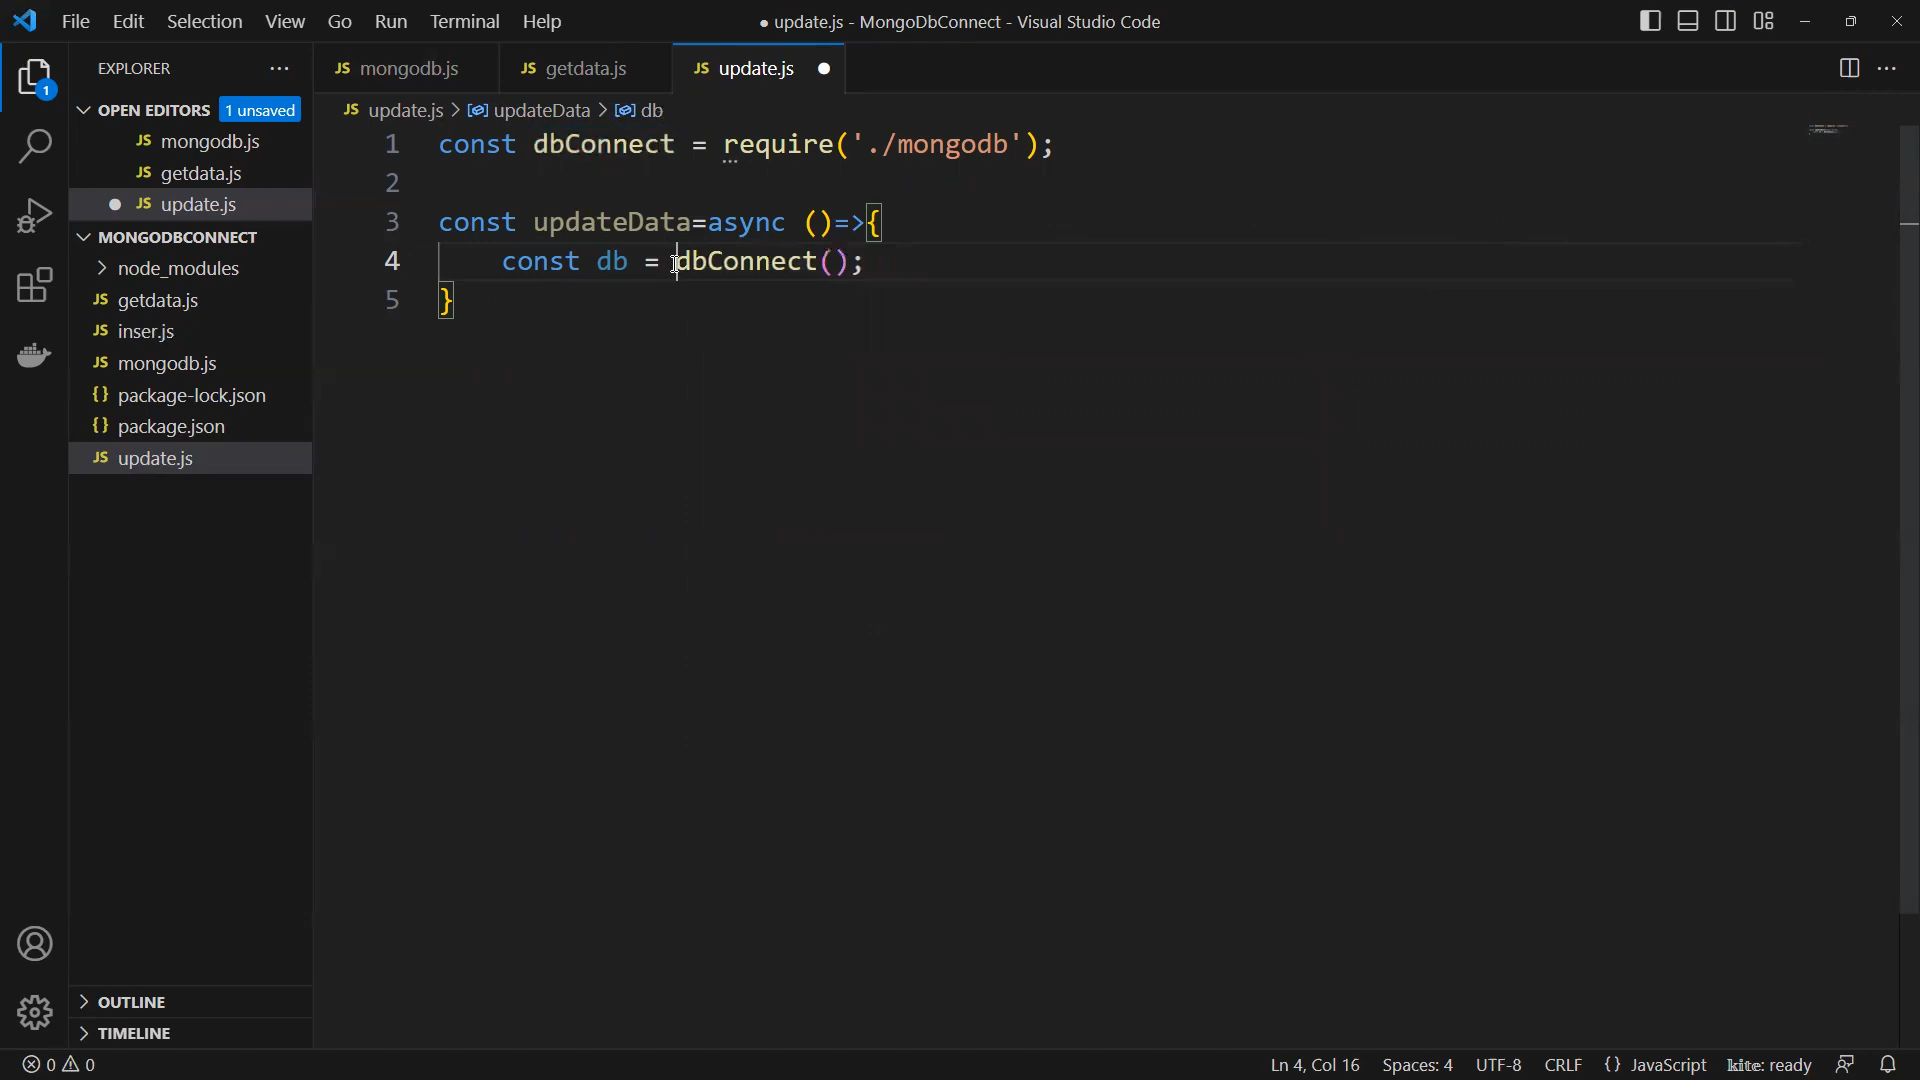 File Edit Selection View Go Run Terminal Help
● update.js - MongoDbConnect - Visual Studio Code
EXPLORER
OPEN EDITORS 1 unsaved
JS mongodb.js
JS getdata.js
● JS update.js
MONGODBCONNECT
node_modules
JS getdata.js
JS inser.js
JS mongodb.js
{} package-lock.json
{} package.json
JS update.js
OUTLINE
TIMELINE
1
JS mongodb.js JS getdata.js JS update.js ●
JS update.js > updateData > db
1 const dbConnect = require('./mongodb');
2
3 const updateData=async ()=>{
4 const db = dbConnect();
5 }
0 0
Ln 4, Col 16 Spaces: 4 UTF-8 CRLF {} JavaScript kite: ready